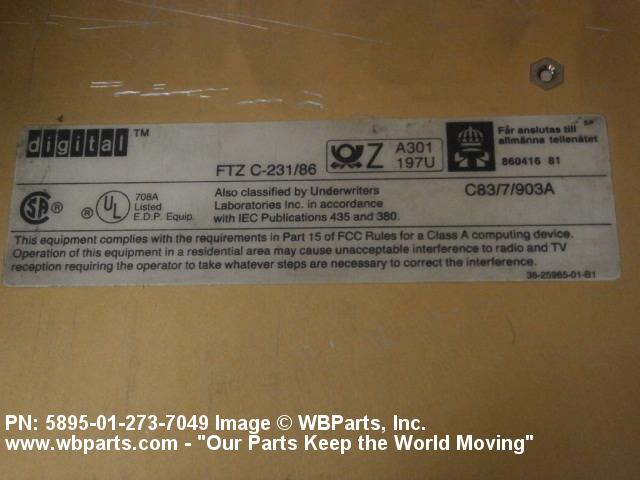 digital™
FTZ C-231/86
Z A301
197U
SP
Får anslutas till
allmänna telenätet
860416 81
SA ® ® UL 708A
Listed
E.D.P. Equip.
Also classified by Underwriters
Laboratories Inc. in accordance
with IEC Publications 435 and 380.
C83/7/903A
This equipment complies with the requirements in Part 15 of FCC Rules for a Class A computing device.
Operation of this equipment in a residential area may cause unacceptable interference to radio and TV
reception requiring the operator to take whatever steps are necessary to correct the interference.
36-25965-01-B1
PN: 5895-01-273-7049 Image © WBParts, Inc.
www.wbparts.com - "Our Parts Keep the World Moving"